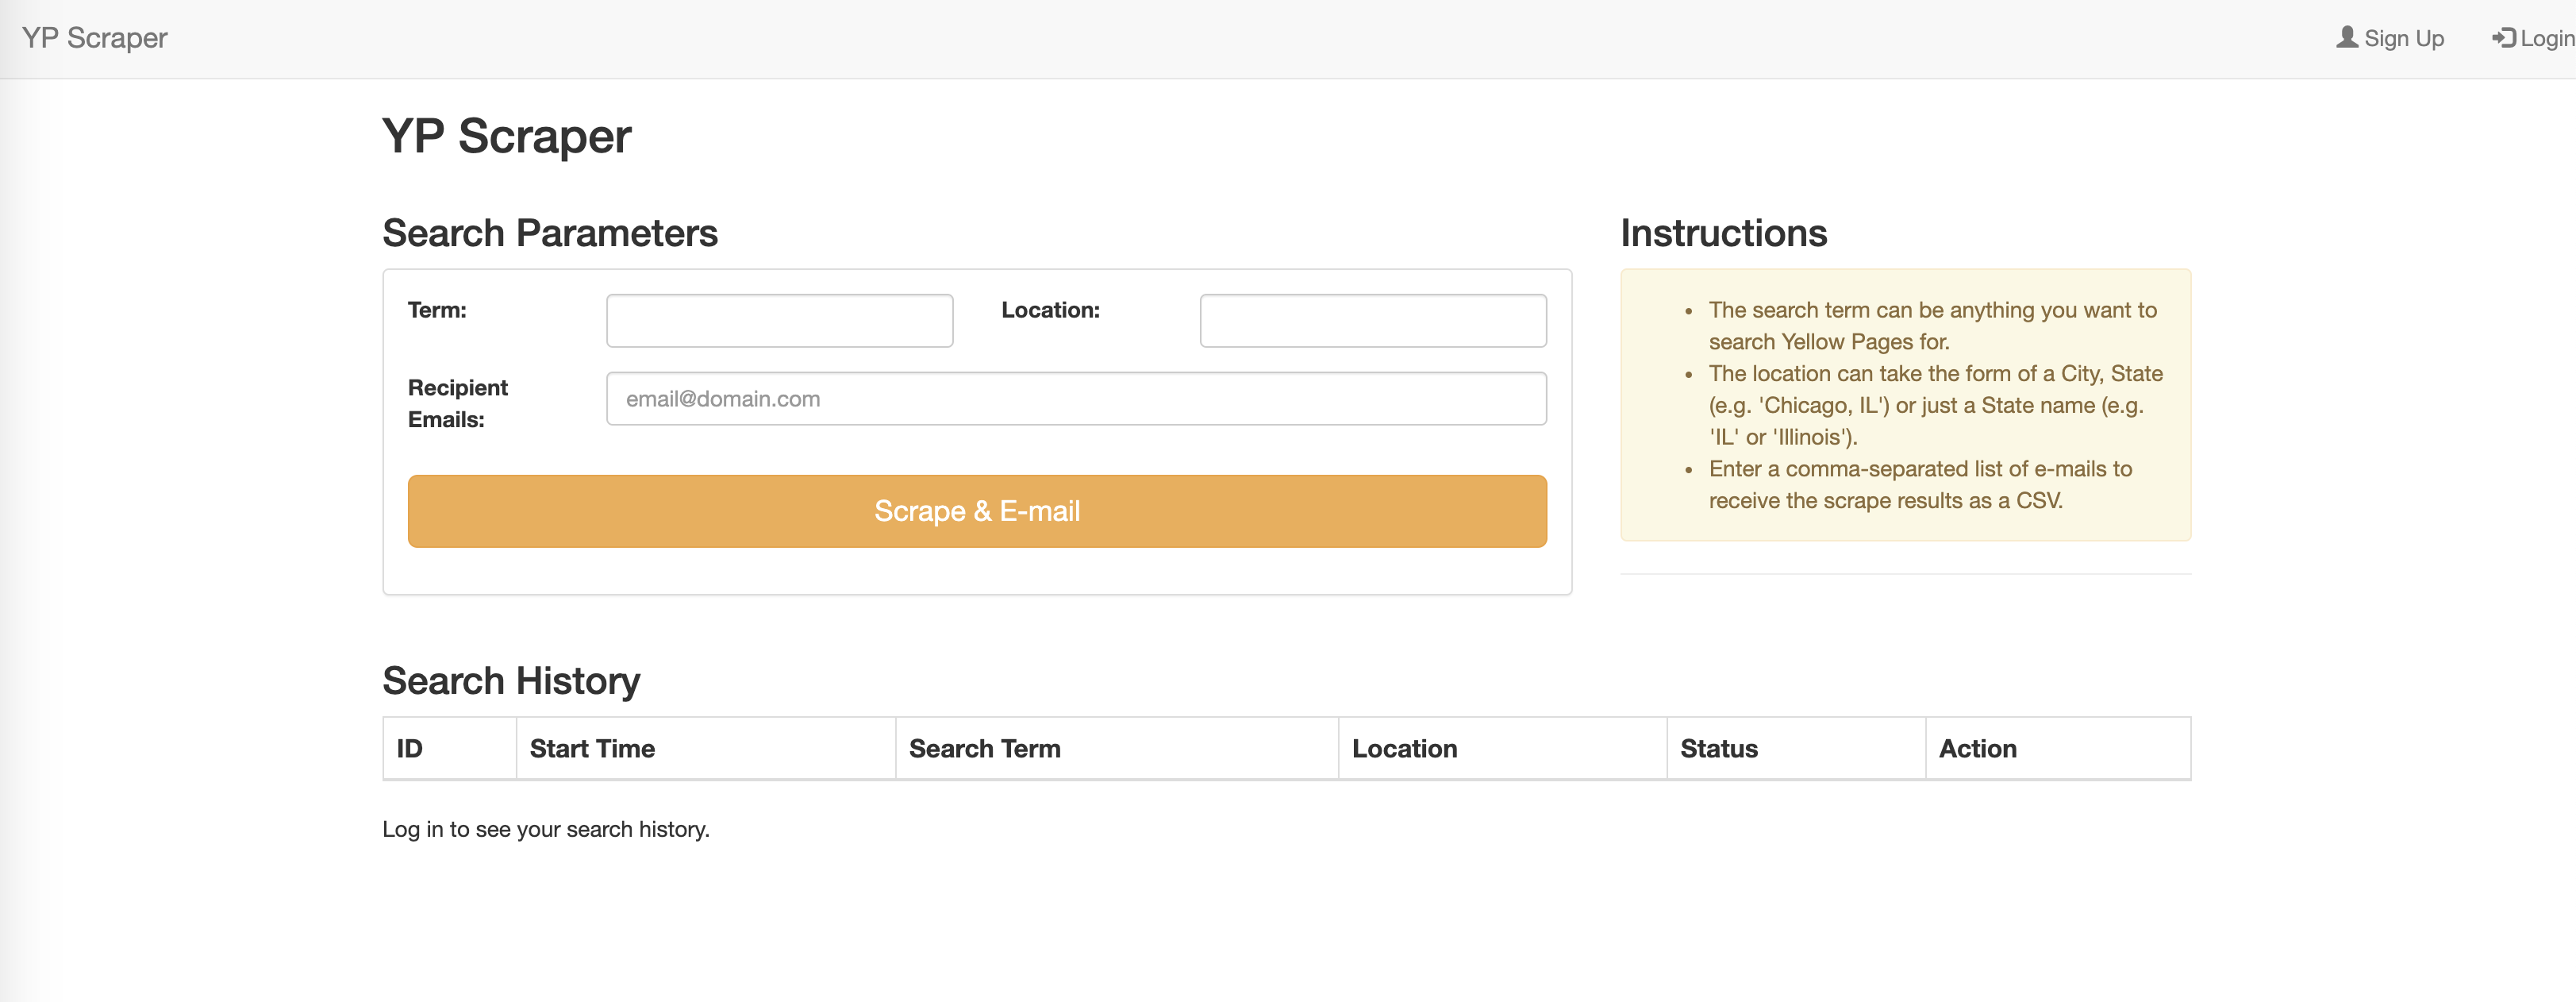 YP Scraper
Sign Up
Login
YP Scraper
Search Parameters
Term:
Location:
Recipient
Emails:
email@domain.com
Scrape & E-mail
Instructions
• The search term can be anything you want to
search Yellow Pages for.
• The location can take the form of a City, State
(e.g. 'Chicago, IL') or just a State name (e.g.
'IL' or 'Illinois').
• Enter a comma-separated list of e-mails to
receive the scrape results as a CSV.
Search History
ID Start Time Search Term Location Status Action
Log in to see your search history.